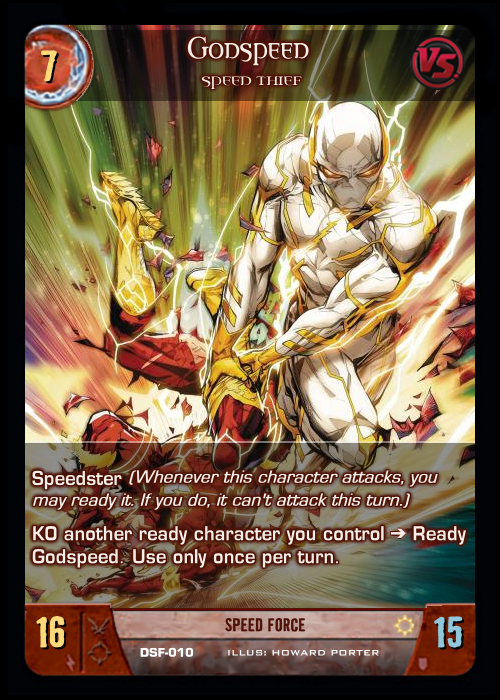 7
GODSPEED
VS
SPEED THIEF
Speedster (Whenever this character attacks, you
may ready it. If you do, it can't attack this turn.)
KO another ready character you control ➔ Ready
Godspeed. Use only once per turn.
16
SPEED FORCE
15
DSF-010 ILLUS: HOWARD PORTER